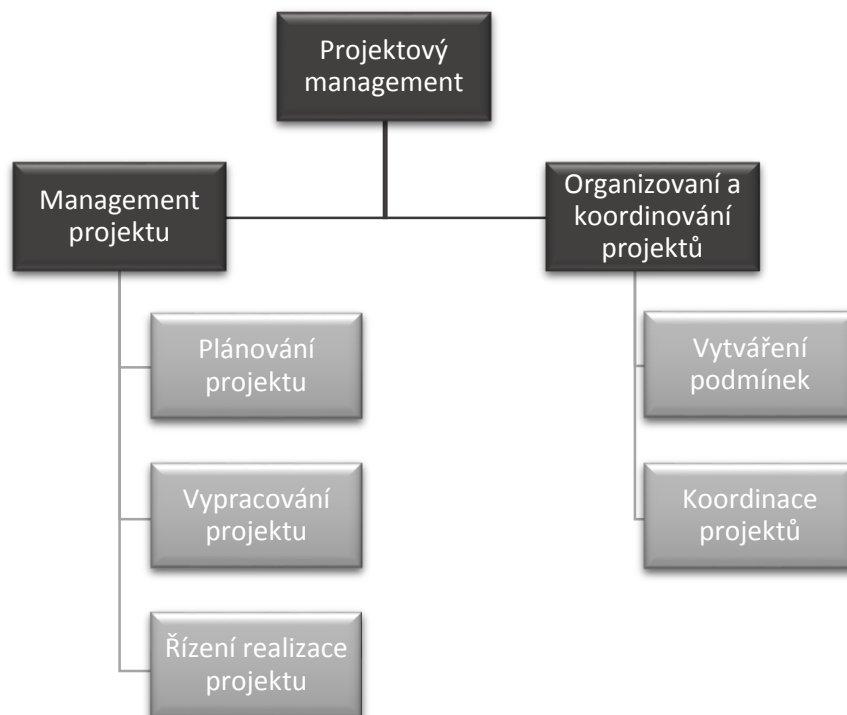 Projektový
management
Management
projektu
Organizovaní a
koordinování
projektů
Plánování
projektu
Vypracování
projektu
Řízení realizace
projektu
Vytváření
podmínek
Koordinace
projektů